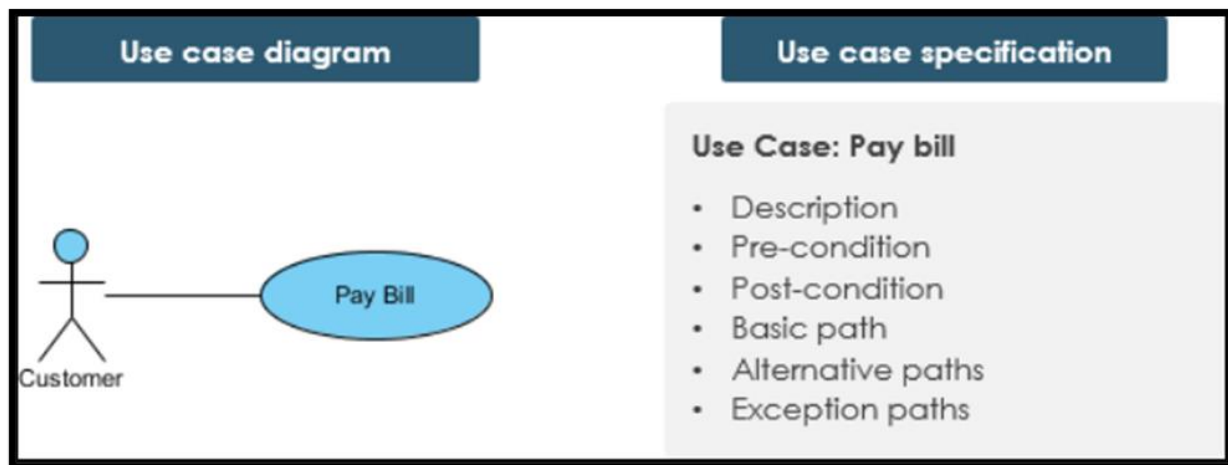 Use case diagram
Use case specification
Pay Bill
Customer
Use Case: Pay bill
• Description
• Pre-condition
• Post-condition
• Basic path
• Alternative paths
• Exception paths